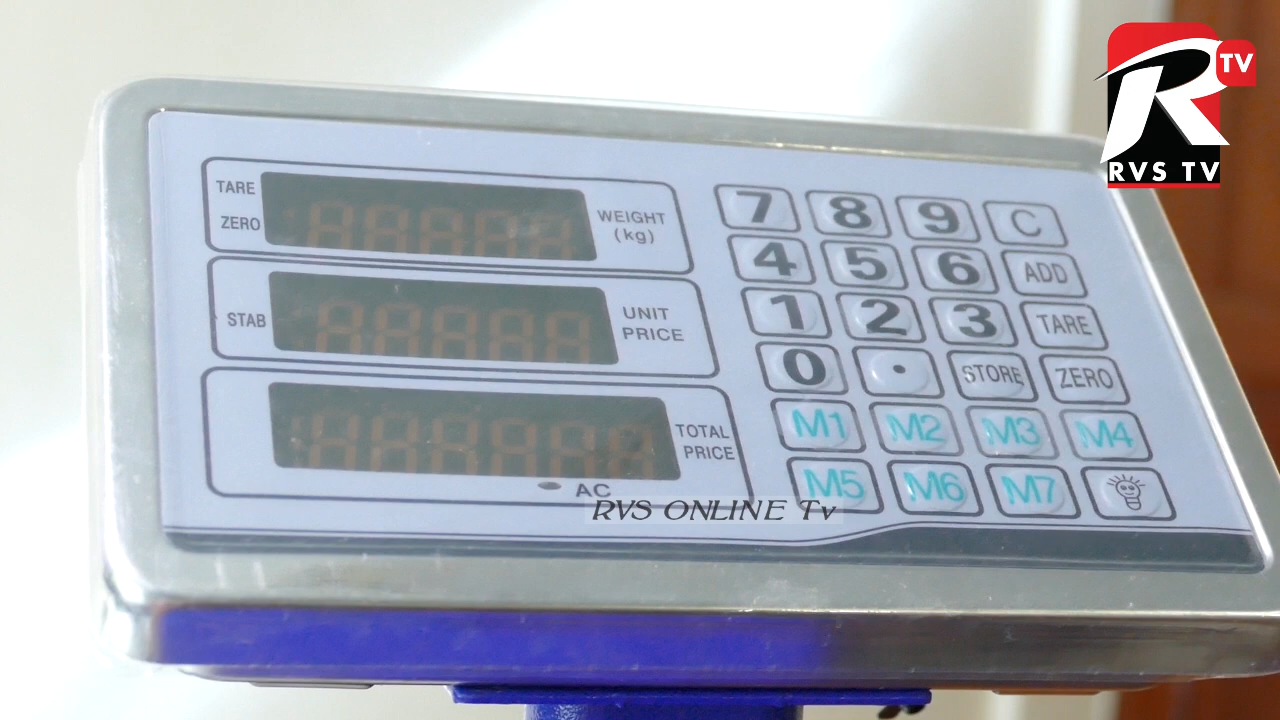 TV
R
RVS TV
TARE
ZERO
WEIGHT
(kg)
STAB
UNIT
PRICE
TOTAL
PRICE
AC
7 8 9 C
4 5 6 ADD
1 2 3 TARE
0 . STORE ZERO
M1 M2 M3 M4
M5 M6 M7
RVS ONLINE Tv